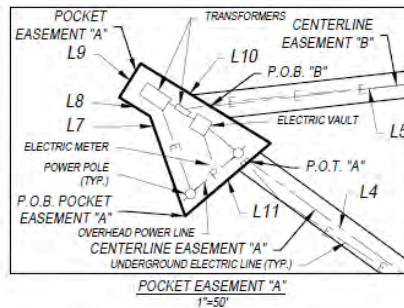 POCKET
EASEMENT "A"
TRANSFORMERS
CENTERLINE
EASEMENT "B"
L9
L10
P.O.B. "B"
L8
L7
E E E
ELECTRIC VAULT
L5
ELECTRIC METER
E
E
POWER POLE
(TYP.)
P
P.O.T. "A"
P.O.B. POCKET
EASEMENT "A"
L11
L4
OVERHEAD POWER LINE
CENTERLINE EASEMENT "A"
UNDERGROUND ELECTRIC LINE (TYP.)
POCKET EASEMENT "A"
1"=50'